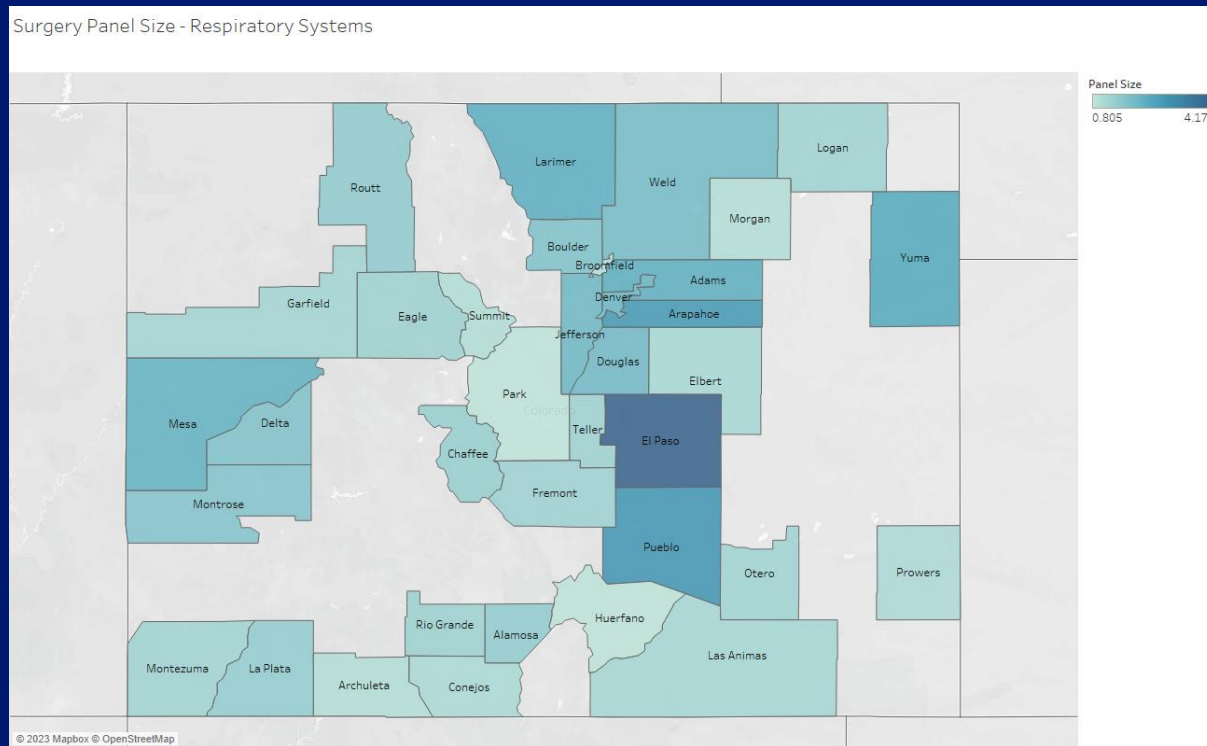 Surgery Panel Size - Respiratory Systems
Panel Size
0.805 4.17
Logan
Larimer
Weld
Routt
Morgan
Boulder
Yuma
Broomfield
Adams
Denver
Garfield
Arapahoe
Eagle
Summit
Jefferson
Douglas
Elbert
Park
Colorado
Mesa
Delta
Teller
El Paso
Chaffee
Fremont
Montrose
Pueblo
Otero
Prowers
Huerfano
Rio Grande
Alamosa
Las Animas
Montezuma
La Plata
Archuleta
Conejos
© 2023 Mapbox © OpenStreetMap